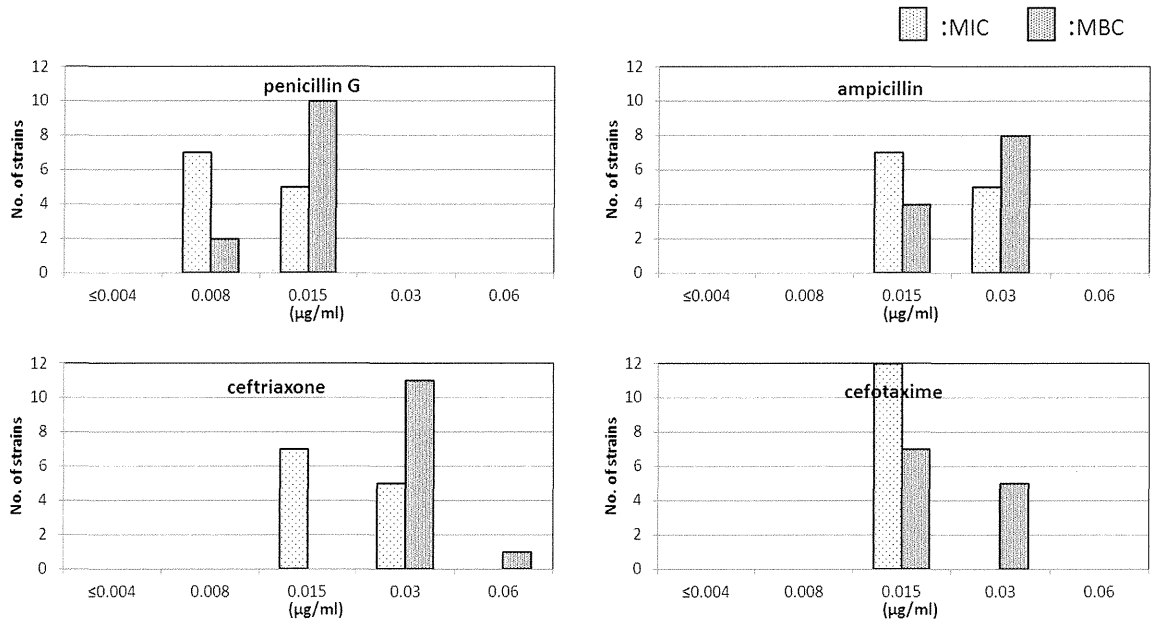 :MIC :MBC
penicillin G
No. of strains
12
10
8
6
4
2
0
≤0.004 0.008 0.015 0.03 0.06
(μg/ml)
ampicillin
No. of strains
12
10
8
6
4
2
0
≤0.004 0.008 0.015 0.03 0.06
(μg/ml)
ceftriaxone
No. of strains
12
10
8
6
4
2
0
≤0.004 0.008 0.015 0.03 0.06
(μg/ml)
cefotaxime
No. of strains
12
10
8
6
4
2
0
≤0.004 0.008 0.015 0.03 0.06
(μg/ml)